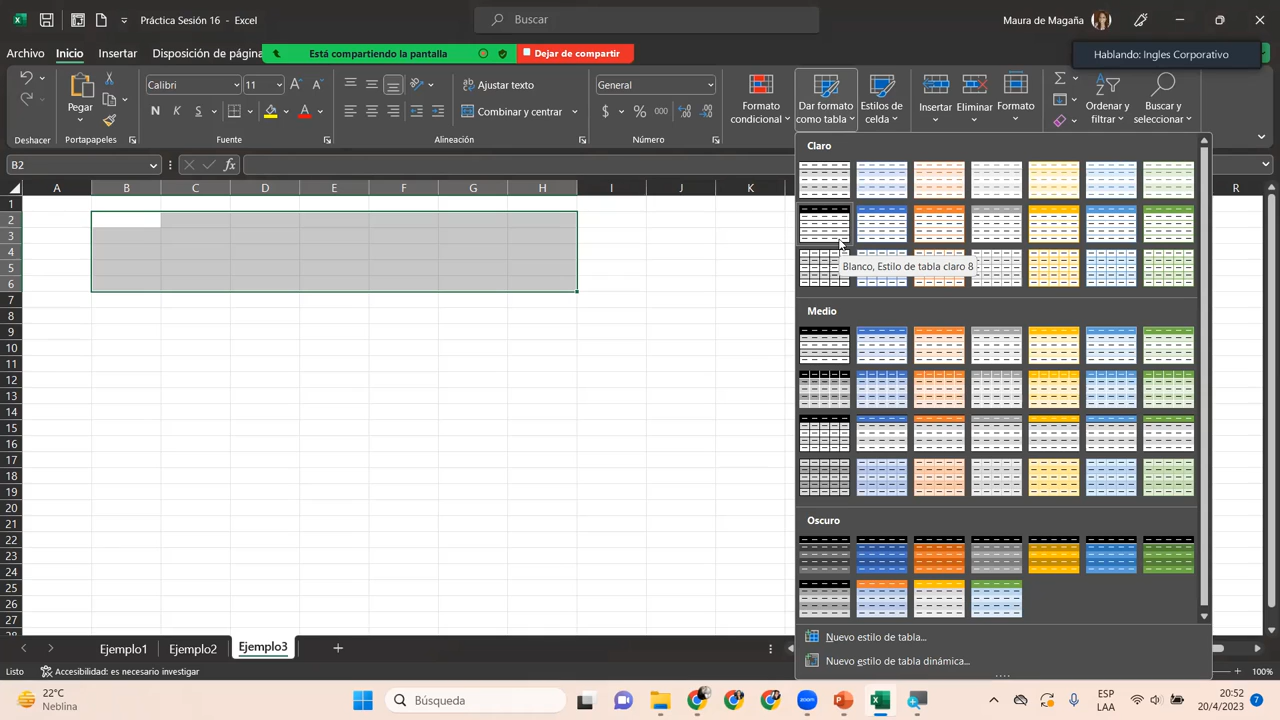 Práctica Sesión 16 - Excel
Buscar
Maura de Magaña
Archivo
Inicio
Insertar
Disposición de página
Está compartiendo la pantalla
Dejar de compartir
Hablando: Ingles Corporativo
Pegar
Calibri
11
N
K
S
A
A
A
Ajustar texto
Combinar y centrar
General
$
%
000
Formato
condicional
Dar formato
como tabla
Estilos de
celda
Insertar
Eliminar
Formato
Ordenar y
filtrar
Buscar y
seleccionar
Deshacer
Portapapeles
Fuente
Alineación
Número
B2
fx
A B C D E F G H I J K R
1
2
3
4
5
6
7
8
9
10
11
12
13
14
15
16
17
18
19
20
21
22
23
24
25
26
27
Claro
Blanco, Estilo de tabla claro 8
Medio
Oscuro
Nuevo estilo de tabla...
Nuevo estilo de tabla dinámica...
Ejemplo1
Ejemplo2
Ejemplo3
Listo
Accesibilidad: es necesario investigar
100%
22°C
Neblina
Búsqueda
zoom
ESP
LAA
20:52
20/4/2023
7